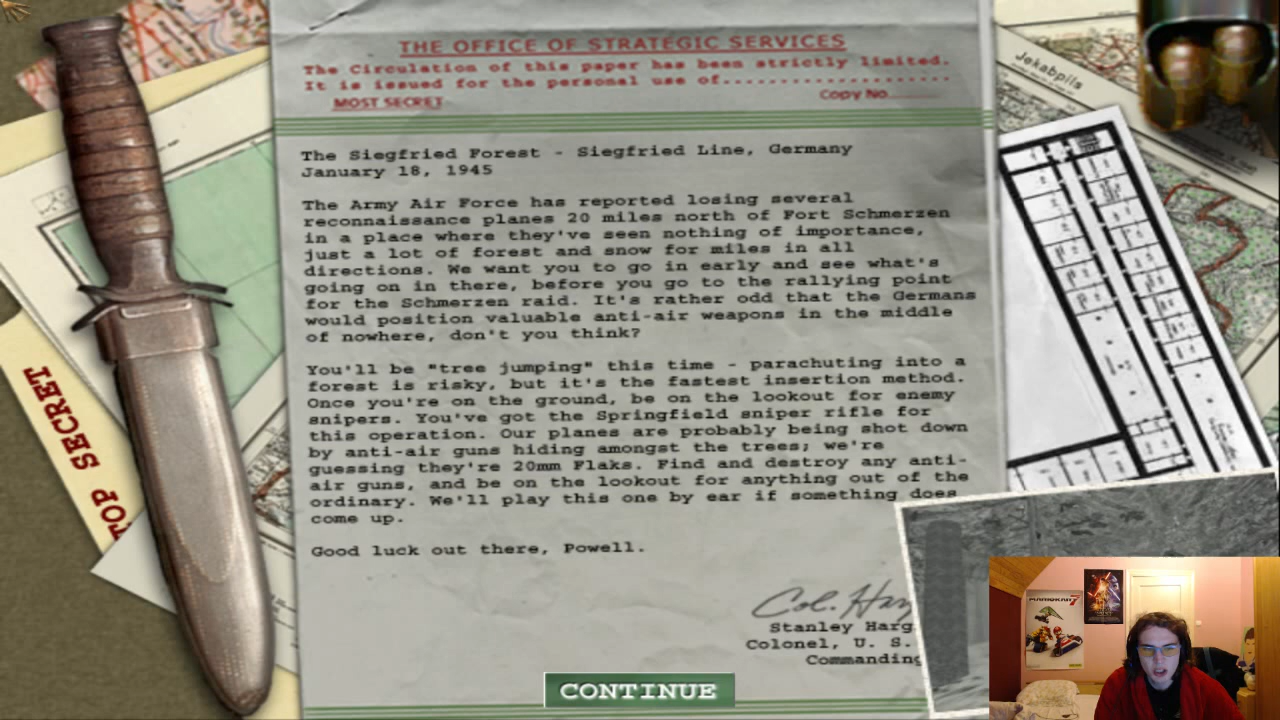 THE OFFICE OF STRATEGIC SERVICES
The Circulation of this paper has been strictly limited.
It is issued for the personal use of......................
MOST SECRET Copy No.......
Jekabpils
The Siegfried Forest - Siegfried Line, Germany
January 18, 1945
The Army Air Force has reported losing several
reconnaissance planes 20 miles north of Fort Schmerzen
in a place where they've seen nothing of importance,
just a lot of forest and snow for miles in all
directions. We want you to go in early and see what's
going on in there, before you go to the rallying point
for the Schmerzen raid. It's rather odd that the Germans
would position valuable anti-air weapons in the middle
of nowhere, don't you think?
You'll be "tree jumping" this time - parachuting into a
forest is risky, but it's the fastest insertion method.
Once you're on the ground, be on the lookout for enemy
snipers. You've got the Springfield sniper rifle for
this operation. Our planes are probably being shot down
by anti-air guns hiding amongst the trees; we're
guessing they're 20mm Flaks. Find and destroy any anti-
air guns, and be on the lookout for anything out of the
ordinary. We'll play this one by ear if something does
come up.
Good luck out there, Powell.
TOP SECRET
Col. Har
Stanley Harg
Colonel, U. S.
Commanding
CONTINUE
MARIOKART 7